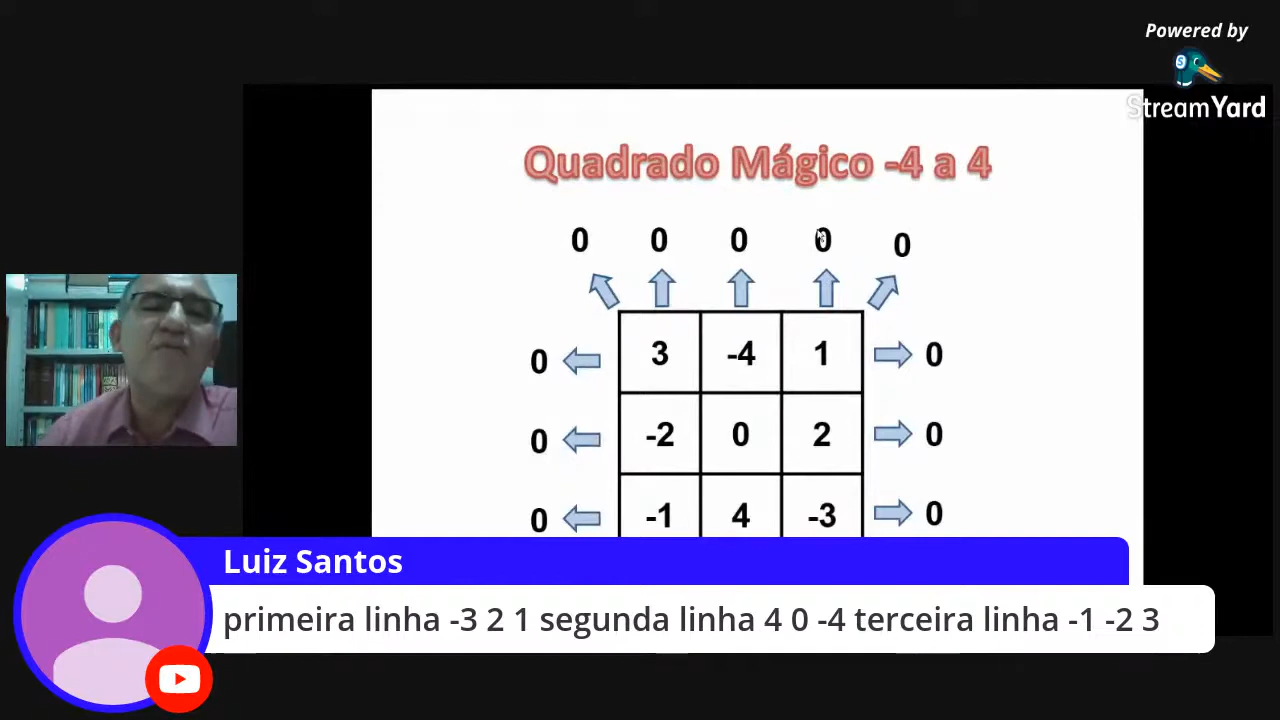 Powered by
StreamYard
Quadrado Mágico -4 a 4
0 0 0 0 0
0 3 -4 1 0
0 -2 0 2 0
0 -1 4 -3 0
Luiz Santos
primeira linha -3 2 1 segunda linha 4 0 -4 terceira linha -1 -2 3